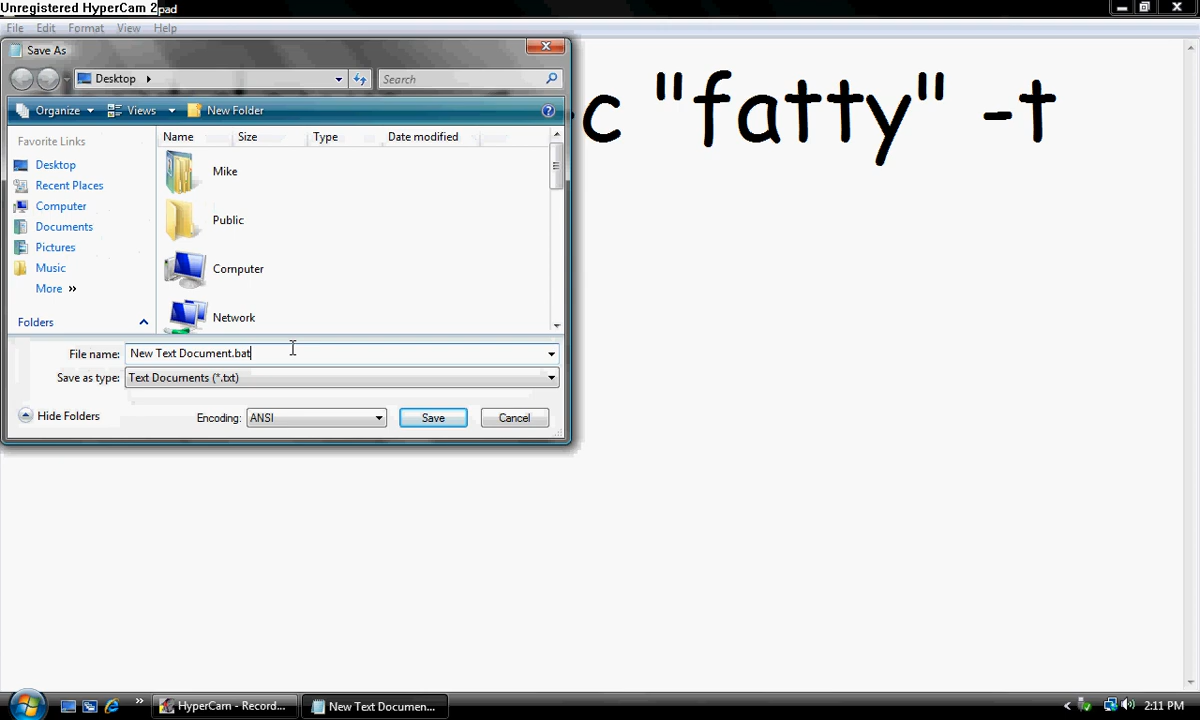 Unregistered HyperCam 2pad
File Edit Format View Help
Save As
Desktop
Search
Organize Views New Folder
Favorite Links
Desktop
Recent Places
Computer
Documents
Pictures
Music
More »
Folders
Name Size Type Date modified
Mike
Public
Computer
Network
File name: New Text Document.bat
Save as type: Text Documents (*.txt)
Hide Folders
Encoding: ANSI
Save Cancel
c "fatty" -t
HyperCam - Record...
New Text Documen...
2:11 PM